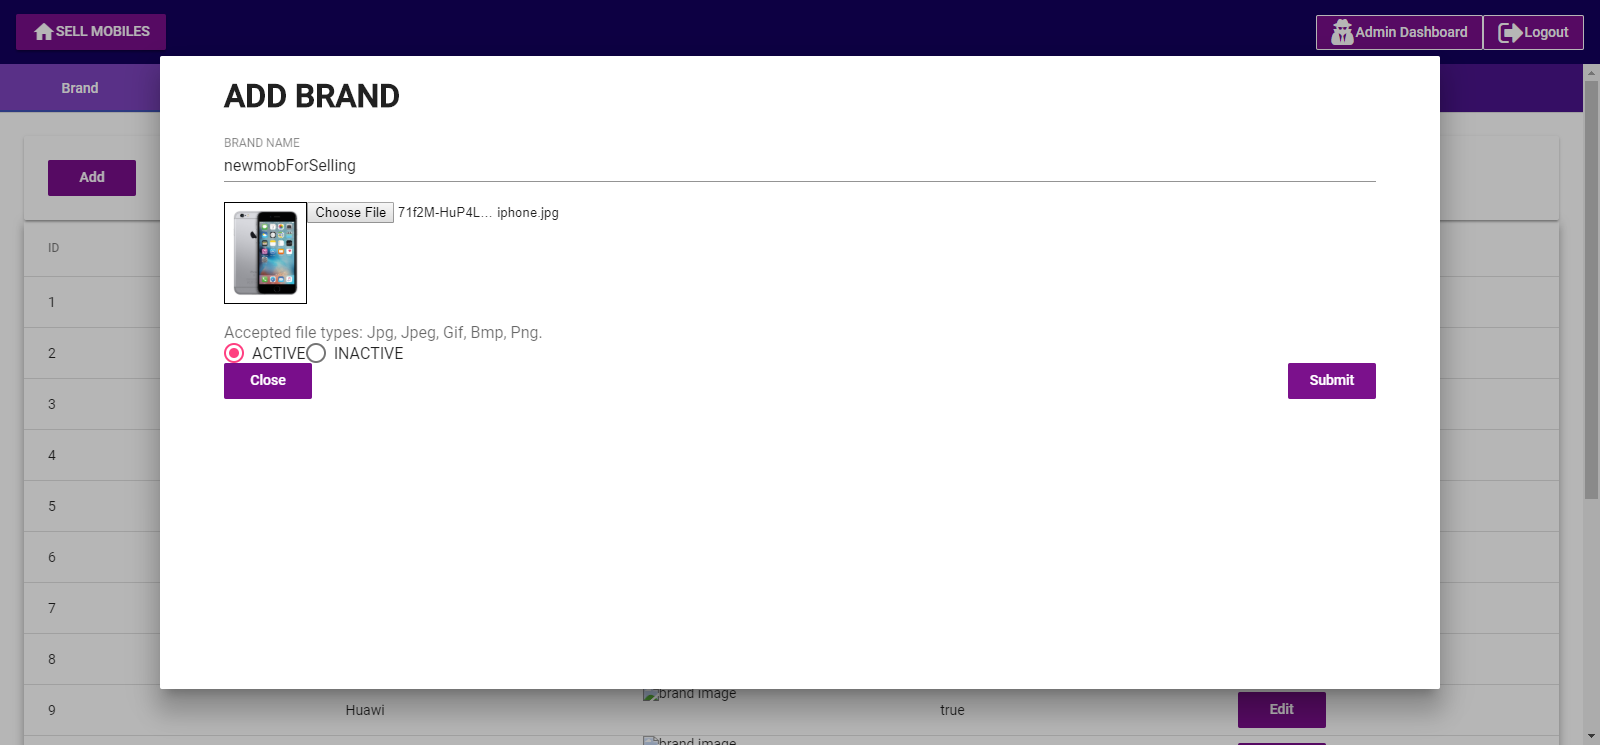 SELL MOBILES
Admin Dashboard
Logout
Brand
ADD BRAND
BRAND NAME
newmobForSelling
Add
Choose File 71f2M-HuP4L... iphone.jpg
ID
1
Accepted file types: Jpg, Jpeg, Gif, Bmp, Png.
2
ACTIVE INACTIVE
Close Submit
3
4
5
6
7
8
brand image
9 Huawi true Edit
brand image